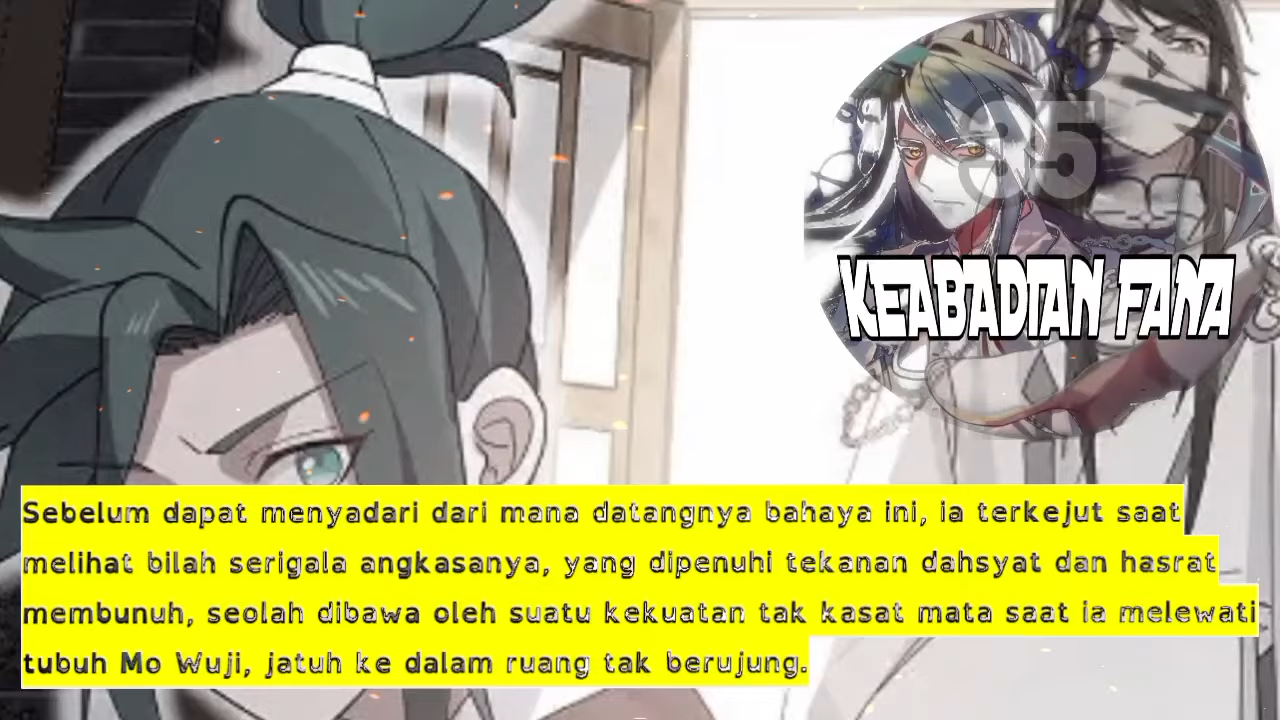 35
KEABADIAN FANA
Sebelum dapat menyadari dari mana datangnya bahaya ini, ia terkejut saat
melihat bilah serigala angkasanya, yang dipenuhi tekanan dahsyat dan hasrat
membunuh, seolah dibawa oleh suatu kekuatan tak kasat mata saat ia melewati
tubuh Mo Wuji, jatuh ke dalam ruang tak berujung.